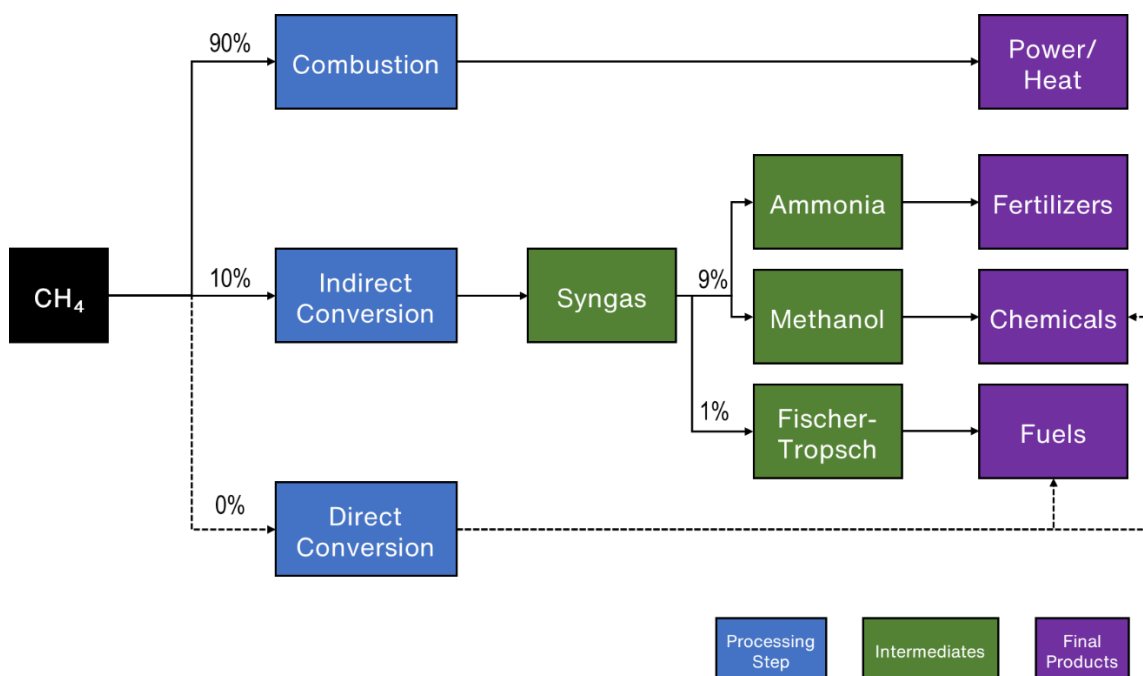 90%
Combustion
Power/
Heat
Ammonia
Fertilizers
CH₄
10%
Indirect
Conversion
Syngas
9%
Methanol
Chemicals
1%
Fischer-
Tropsch
Fuels
0%
Direct
Conversion
Processing
Step
Intermediates
Final
Products